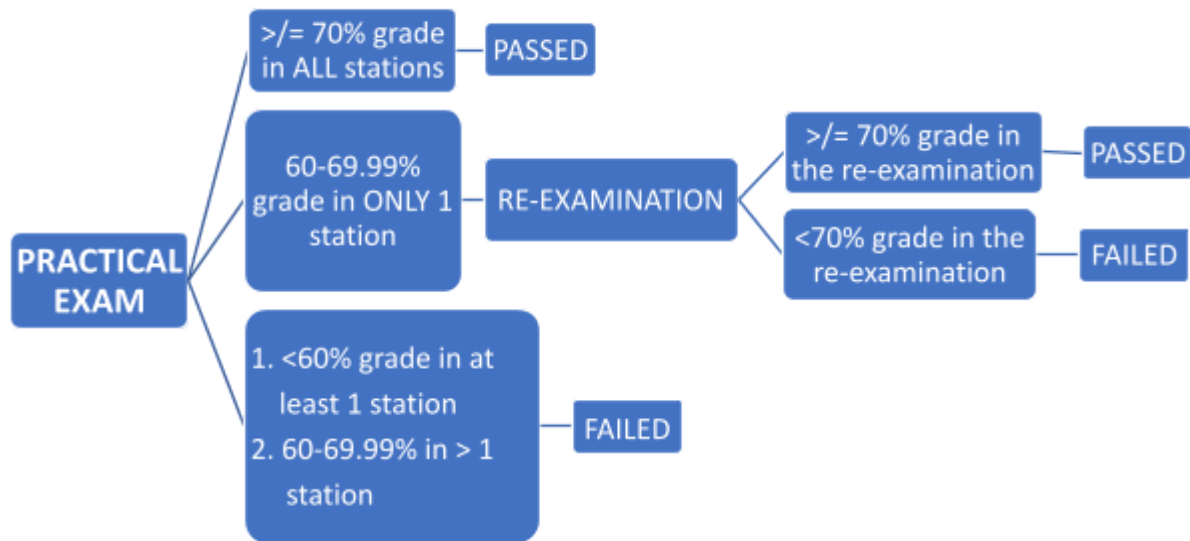 >/= 70% grade
in ALL stations
PASSED
60-69.99%
grade in ONLY 1
station
RE-EXAMINATION
>/= 70% grade in
the re-examination
PASSED
<70% grade in the
re-examination
FAILED
PRACTICAL
EXAM
1. <60% grade in at
least 1 station
2. 60-69.99% in > 1
station
FAILED